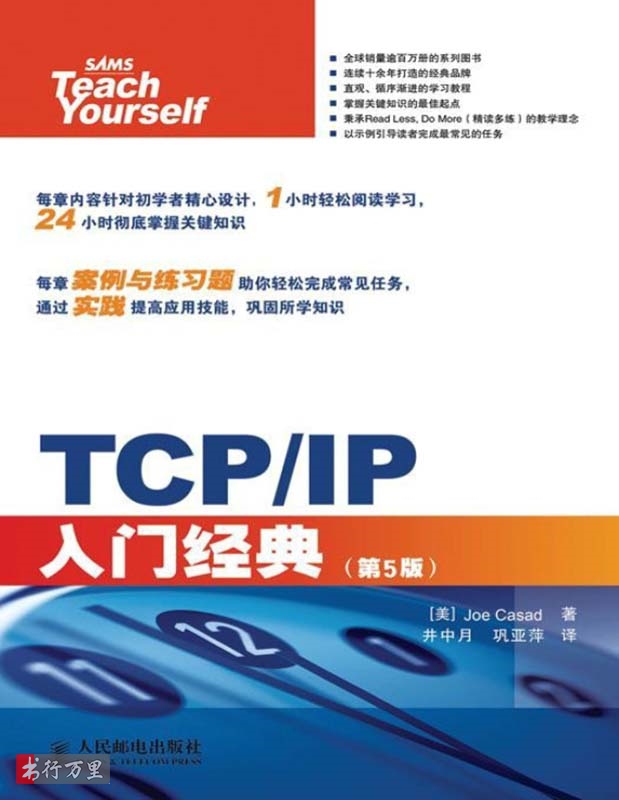 SAMS
Teach
Yourself
■ 全球销量逾百万册的系列图书
■ 连续十余年打造的经典品牌
■ 直观、循序渐进的学习教程
■ 掌握关键知识的最佳起点
■ 秉承Read Less, Do More（精读多练）的教学理念
■ 以示例引导读者完成最常见的任务
每章内容针对初学者精心设计，1小时轻松阅读学习，
24小时彻底掌握关键知识
每章案例与练习题助你轻松完成常见任务，
通过实践提高应用技能，巩固所学知识
TCP/IP
入门经典（第5版）
[美] Joe Casad 著
井中月 巩亚萍 译
12
11
2
人民邮电出版社
& TELECOM PRESS
书行万里